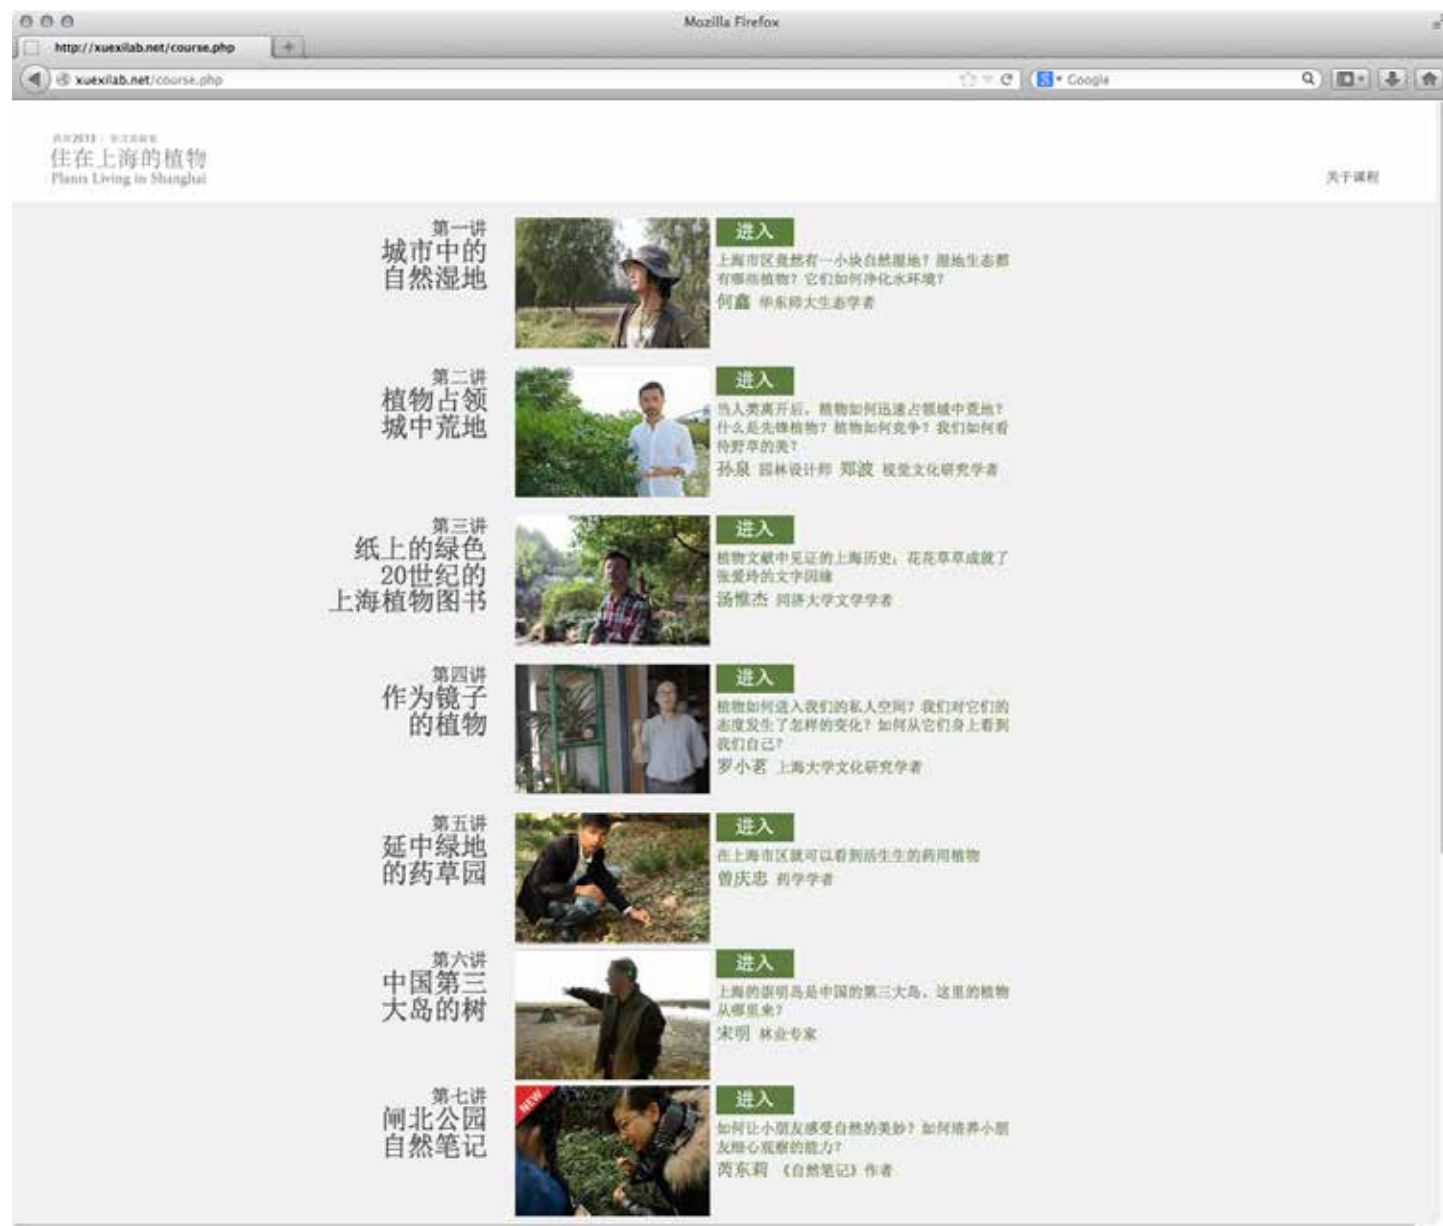 Mozilla Firefox
http://xuexilab.net/course.php
xuexilab.net/course.php
Google
住在上海的植物
Plants Living in Shanghai
关于课程
第一讲
城市中的
自然湿地
进入
上海市区竟然有一小块自然湿地？湿地生态都
有哪些植物？它们如何净化水环境？
何鑫 华东师大生态学者
第二讲
植物占领
城中荒地
进入
当人类离开后，植物如何迅速占领城中荒地？
什么是先锋植物？植物如何竞争？我们如何看
待野草的美？
孙泉 园林设计师 郑波 视觉文化研究学者
第三讲
纸上的绿色
20世纪的
上海植物图书
进入
植物文献中见证的上海历史；花花草草成就了
张爱玲的文字因缘
汤惟杰 同济大学文学学者
第四讲
作为镜子
的植物
进入
植物如何进入我们的私人空间？我们对它们的
态度发生了怎样的变化？如何从它们身上看到
我们自己？
罗小茗 上海大学文化研究学者
第五讲
延中绿地
的药草园
进入
在上海市区就可以看到活生生的药用植物
曾庆忠 药学学者
第六讲
中国第三
大岛的树
进入
上海的崇明岛是中国的第三大岛，这里的植物
从哪里来？
宋明 林业专家
第七讲
闸北公园
自然笔记
NEW
进入
如何让小朋友感受自然的美妙？如何培养小朋
友细心观察的能力？
芮东莉 《自然笔记》作者